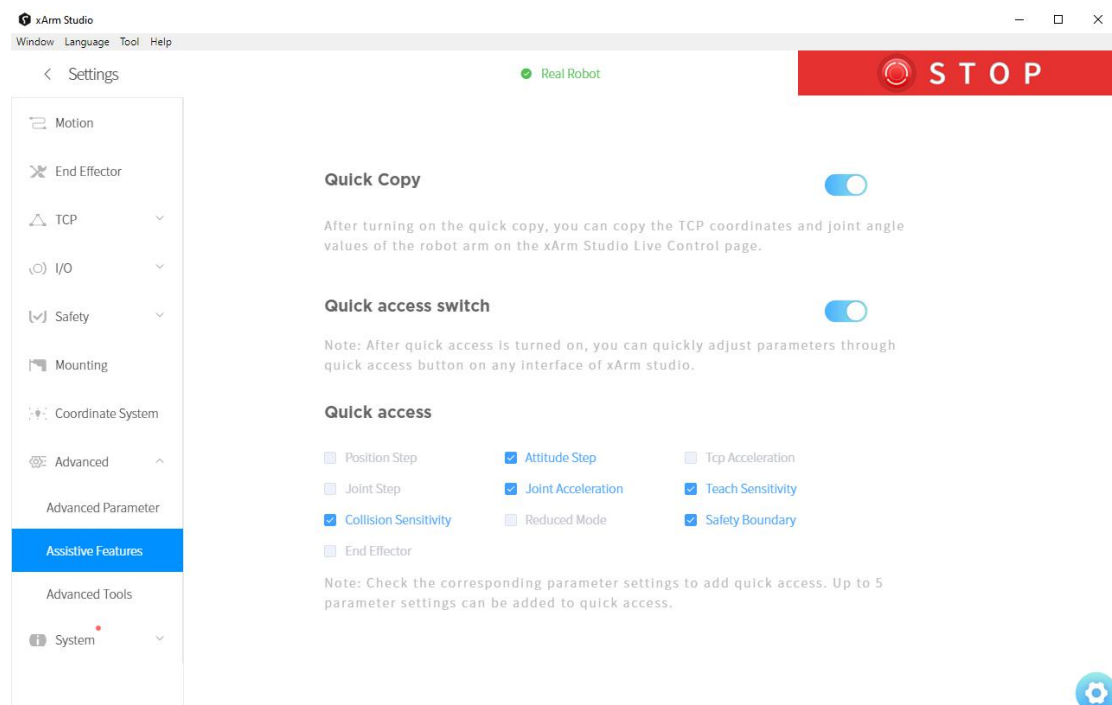 xArm Studio
Window Language Tool Help
Settings
Real Robot
STOP
Motion
End Effector
TCP
I/O
Safety
Mounting
Coordinate System
Advanced
Advanced Parameter
Assistive Features
Advanced Tools
System
Quick Copy
After turning on the quick copy, you can copy the TCP coordinates and joint angle
values of the robot arm on the xArm Studio Live Control page.
Quick access switch
Note: After quick access is turned on, you can quickly adjust parameters through
quick access button on any interface of xArm studio.
Quick access
Position Step Attitude Step Tcp Acceleration
Joint Step Joint Acceleration Teach Sensitivity
Collision Sensitivity Reduced Mode Safety Boundary
End Effector
Note: Check the corresponding parameter settings to add quick access. Up to 5
parameter settings can be added to quick access.